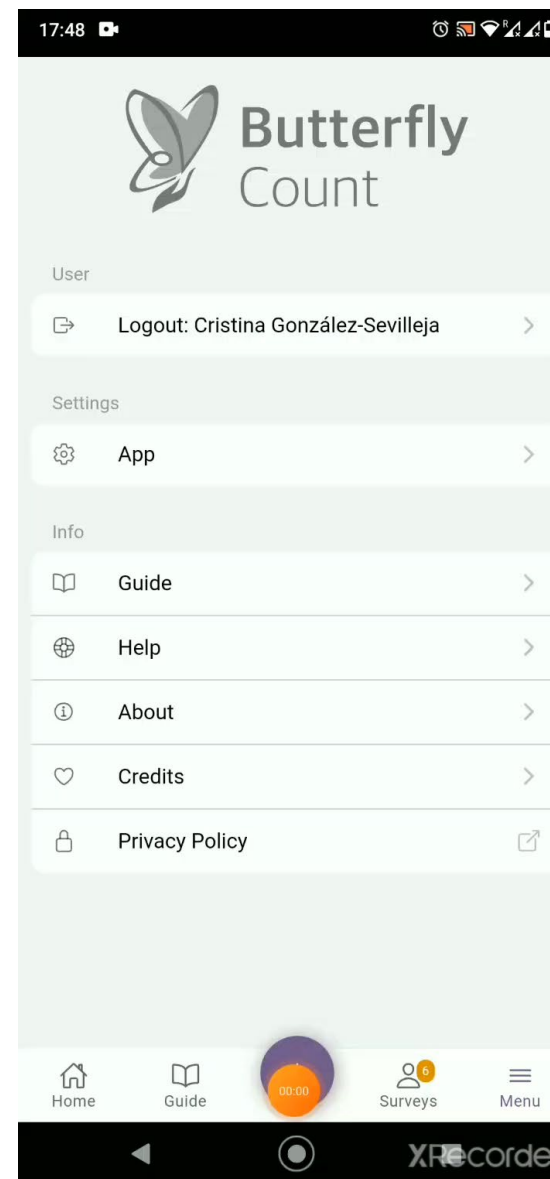 17:48
R
Butterfly
Count
User
Logout: Cristina González-Sevilleja
Settings
App
Info
Guide
Help
About
Credits
Privacy Policy
6
00:00
Home Guide Surveys Menu
XRecorde